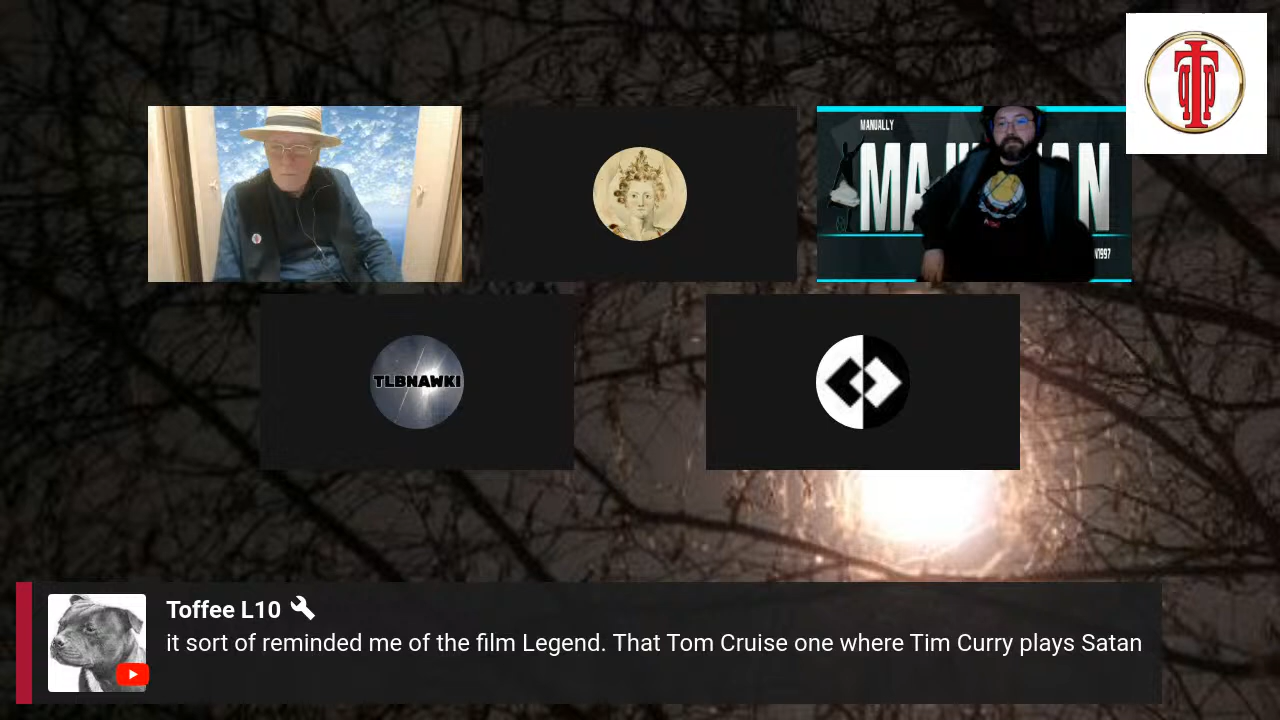 MANUALLY
TLBNAWKI
Toffee L10
it sort of reminded me of the film Legend. That Tom Cruise one where Tim Curry plays Satan